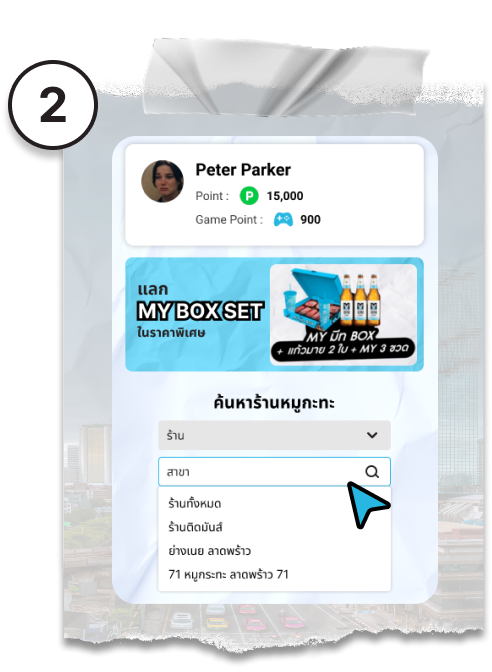 2
Peter Parker
Point : P 15,000
Game Point : 900
แลก
MY BOX SET
ในราคาพิเศษ
MY มีท BOX
+ แก้วมาย 2 ใบ + MY 3 ขวด
ค้นหาร้านหมูกะทะ
ร้าน
สาขา
ร้านทั้งหมด
ร้านติดมันส์
ย่างเนย ลาดพร้าว
71 หมูกระทะ ลาดพร้าว 71